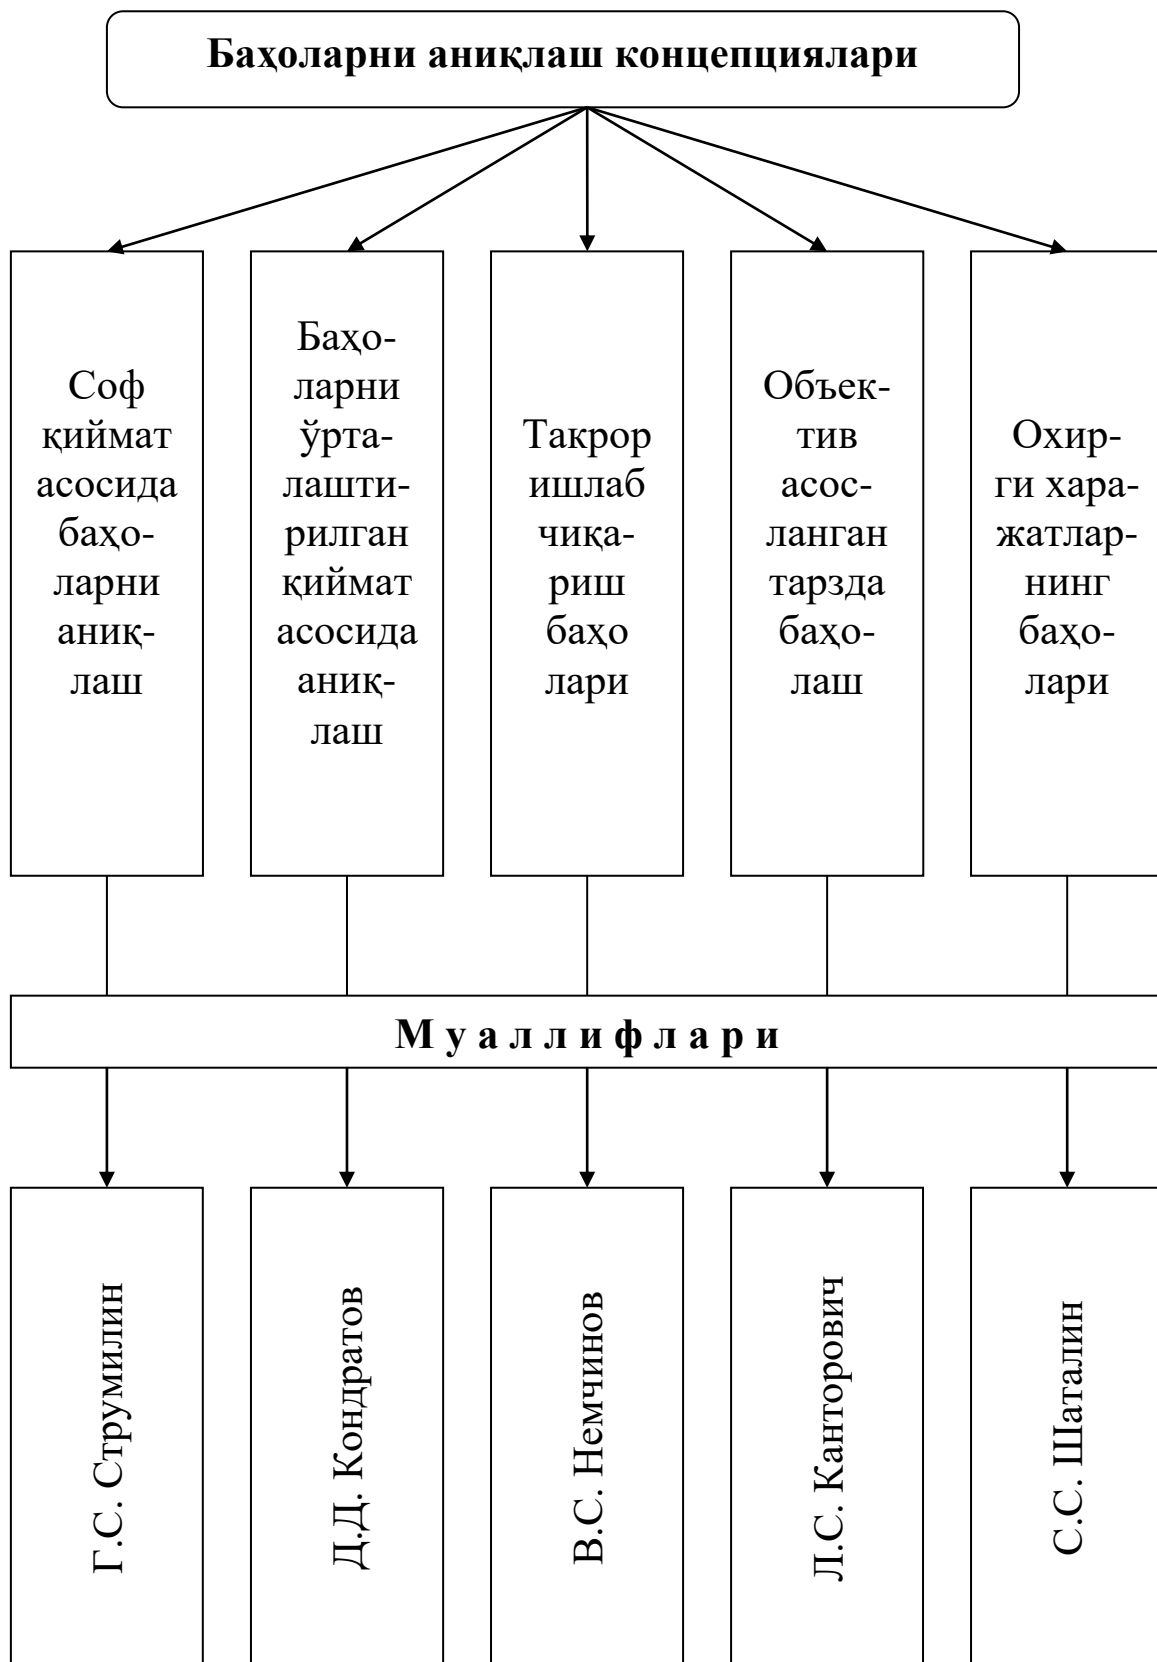 Баҳоларни аниқлаш концепциялари
Соф
қиймат
асосида
баҳо-
ларни
аниқ-
лаш
Баҳо-
ларни
ўрта-
лашти-
рилган
қиймат
асосида
аниқ-
лаш
Такрор
ишлаб
чиқа-
риш
баҳо
лари
Объек-
тив
асос-
ланган
тарзда
баҳо-
лаш
Охир-
ги хара-
жатлар-
нинг
баҳо-
лари
М у а л л и ф л а р и
Г.С. Струмилин
Д.Д. Кондратов
В.С. Немчинов
Л.С. Канторович
С.С. Шаталин